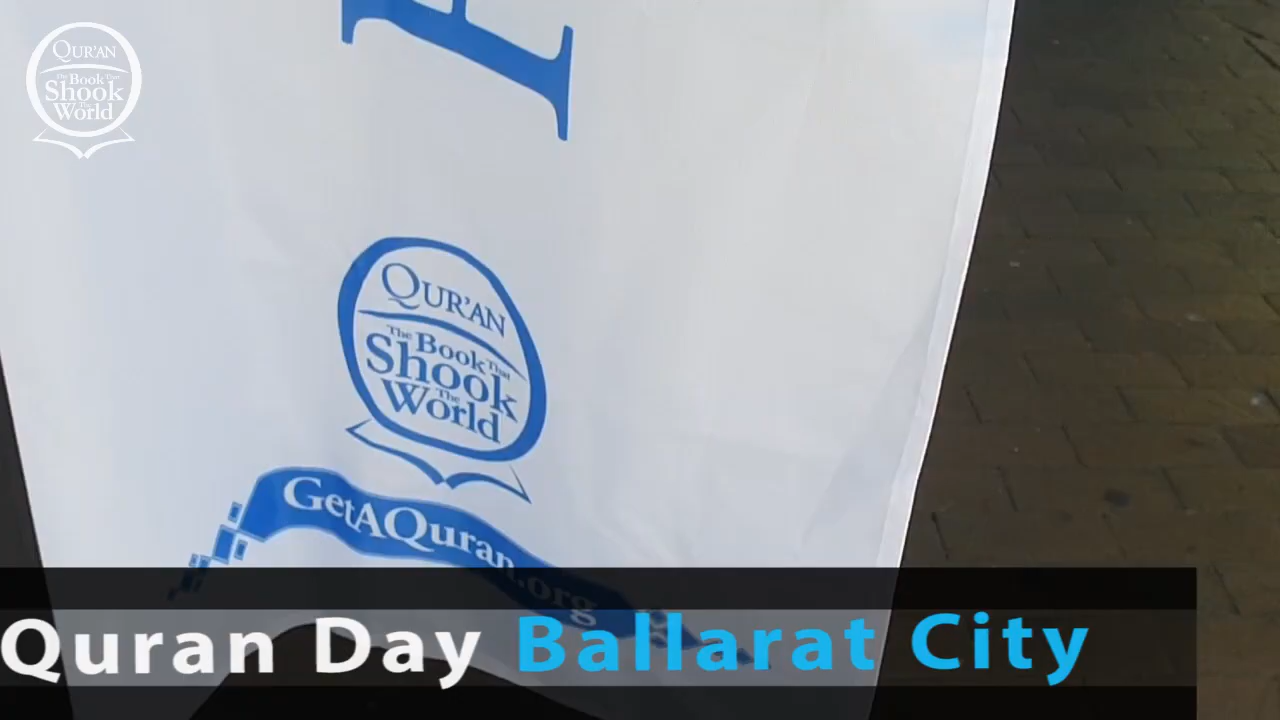 QUR'AN
The Book That
Shook
The
World
QUR'AN
The Book That
Shook
The
World
GetAQuran.org
Quran Day Ballarat City